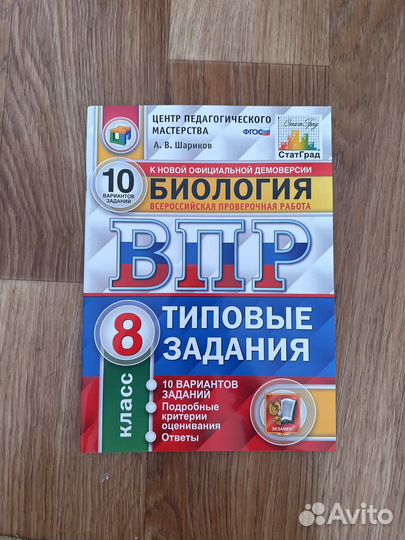 ЦЕНТР ПЕДАГОГИЧЕСКОГО
МАСТЕРСТВА
ФГОС
А. В. Шариков
СтатГрад
СтатГрад
К НОВОЙ ОФИЦИАЛЬНОЙ ДЕМОВЕРСИИ
10
ВАРИАНТОВ
ЗАДАНИЙ
БИОЛОГИЯ
ВСЕРОССИЙСКАЯ ПРОВЕРОЧНАЯ РАБОТА
ВПР
8
КЛАСС
ТИПОВЫЕ
ЗАДАНИЯ
• 10 ВАРИАНТОВ
ЗАДАНИЙ
• Подробные
критерии
оценивания
• Ответы
ЭКЗАМЕН
Avito